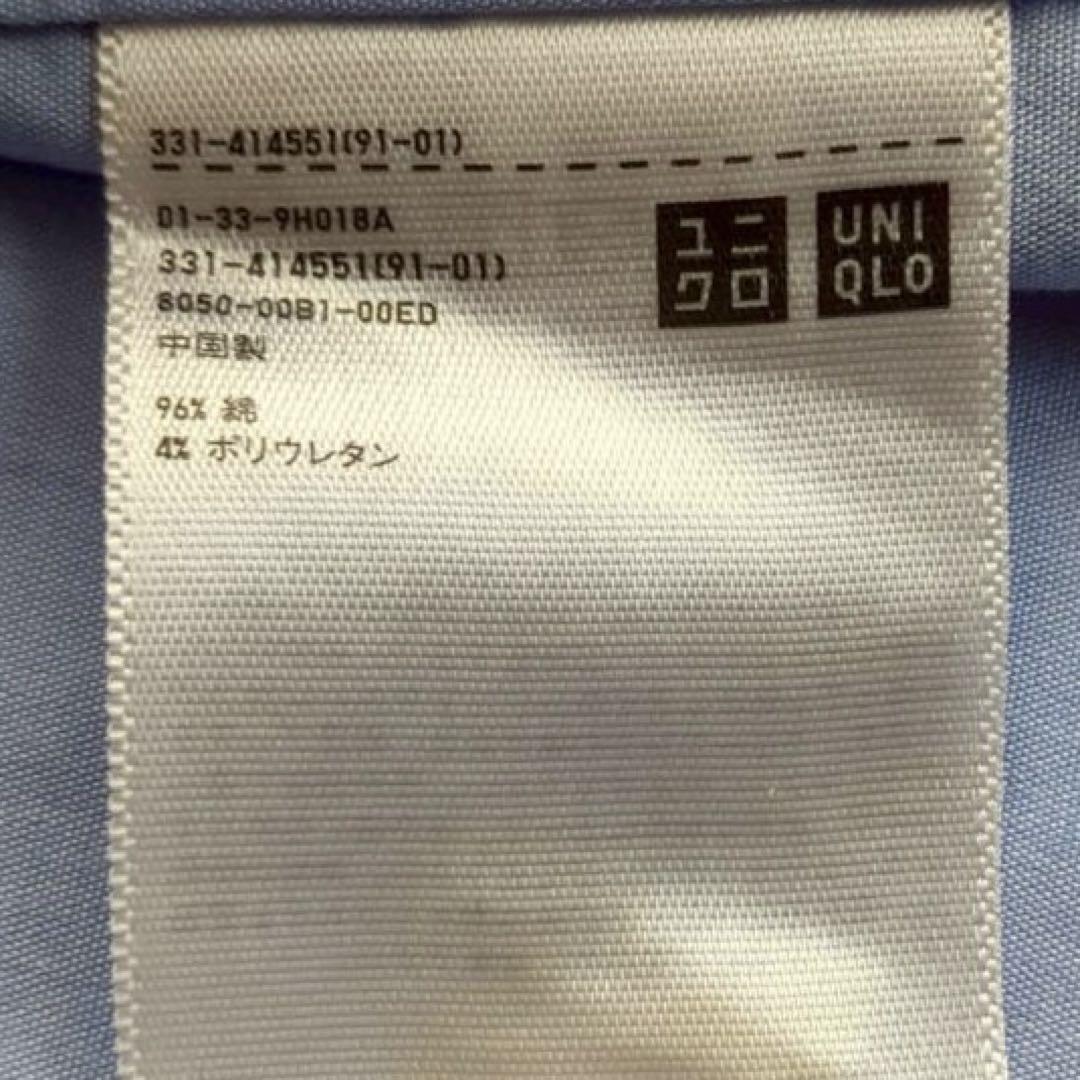 331-414551(91-01)
01-33-9H018A
331-414551(91-01)
8050-00B1-00ED
中国製
96% 綿
4% ポリウレタン
ユニ
クロ
UNI
QLO